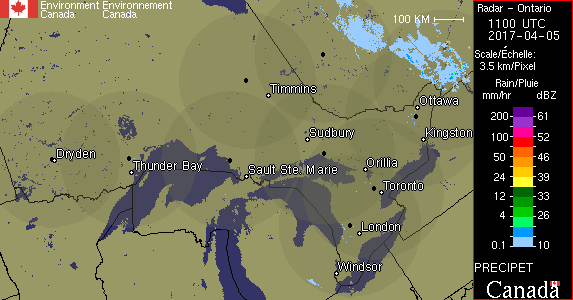 Environment Environnement
Canada Canada
100 KM
Timmins
Ottawa
Sudbury
Kingston
Dryden
Thunder Bay
Sault Ste. Marie
Orillia
Toronto
London
Windsor
Radar - Ontario
1100 UTC
2017-04-05
Scale/Échelle:
3.5 km/Pixel
Rain/Pluie
mm/hr dBZ
200 61
100 52
50 46
24 39
12 33
4 26
0.1 10
PRECIPET
Canada